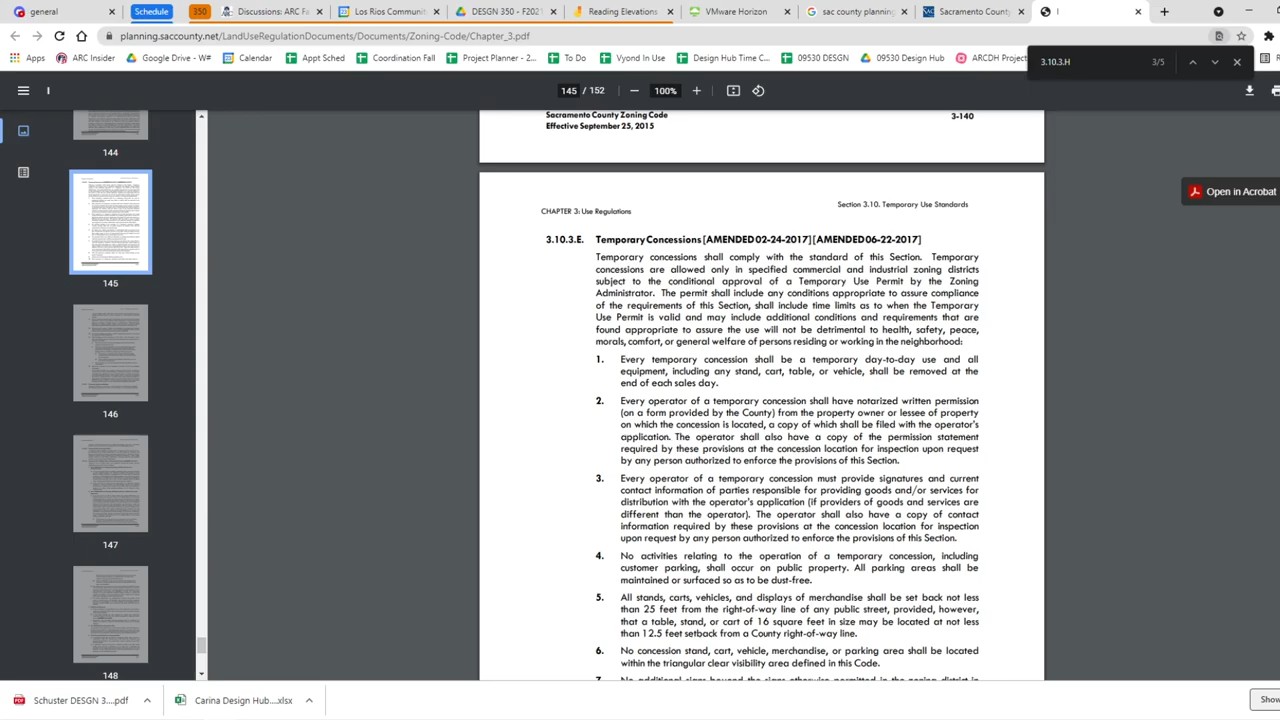 general
Schedule
350
Discussions: ARC Fa
Los Rios Communit
DESGN 350 - F2021
Reading Elevations
VMware Horizon
sac city planning
Sacramento County
planning.saccounty.net/LandUseRegulationDocuments/Documents/Zoning-Code/Chapter_3.pdf
Apps
ARC Insider
Google Drive - W#
Calendar
Appt Sched
Coordination Fall
Project Planner - 2...
To Do
Vyond In Use
Design Hub Time C...
09530 DESGN
09530 Design Hub
ARCDH Project
3.10.3.H 3/5
145 / 152
100%
Open in Acrobat
144
145
146
147
148
Sacramento County Zoning Code
Effective September 25, 2015
3-140
Section 3.10. Temporary Use Standards
CHAPTER 3: Use Regulations
3.10.3.E. Temporary Concessions [AMENDED 02-24-2017] [AMENDED 06-22-2017]
Temporary concessions shall comply with the standard of this Section. Temporary
concessions are allowed only in specified commercial and industrial zoning districts
subject to the conditional approval of a Temporary Use Permit by the Zoning
Administrator. The permit shall include any conditions appropriate to assure compliance
of the requirements of this Section, shall include time limits as to when the Temporary
Use Permit is valid and may include additional conditions and requirements that are
found appropriate to assure the use will not be detrimental to health, safety, peace,
morals, comfort, or general welfare of persons residing or working in the neighborhood:
1. Every temporary concession shall be a temporary day-to-day use and all
equipment, including any stand, cart, table, or vehicle, shall be removed at the
end of each sales day.
2. Every operator of a temporary concession shall have notarized written permission
(on a form provided by the County) from the property owner or lessee of property
on which the concession is located, a copy of which shall be filed with the operator's
application. The operator shall also have a copy of the permission statement
required by these provisions at the concession location for inspection upon request
by any person authorized to enforce the provisions of this Section.
3. Every operator of a temporary concession must provide signatures and current
contact information of parties responsible for providing goods and/or services for
distribution with the operator's application (if providers of goods and services are
different than the operator). The operator shall also have a copy of contact
information required by these provisions at the concession location for inspection
upon request by any person authorized to enforce the provisions of this Section.
4. No activities relating to the operation of a temporary concession, including
customer parking, shall occur on public property. All parking areas shall be
maintained or surfaced so as to be dust-free.
5. All stands, carts, vehicles, and displays of merchandise shall be set back not less
than 25 feet from the right-of-way line of any public street, provided, however,
that a table, stand, or cart of 16 square feet in size may be located at not less
than 12.5 feet setback from a County right-of-way line.
6. No concession stand, cart, vehicle, merchandise, or parking area shall be located
within the triangular clear visibility area defined in this Code.
7. No additional signs beyond the signs otherwise permitted in the zoning district in
Schuster DESGN 3....pdf
Carina Design Hub....xlsx
Show